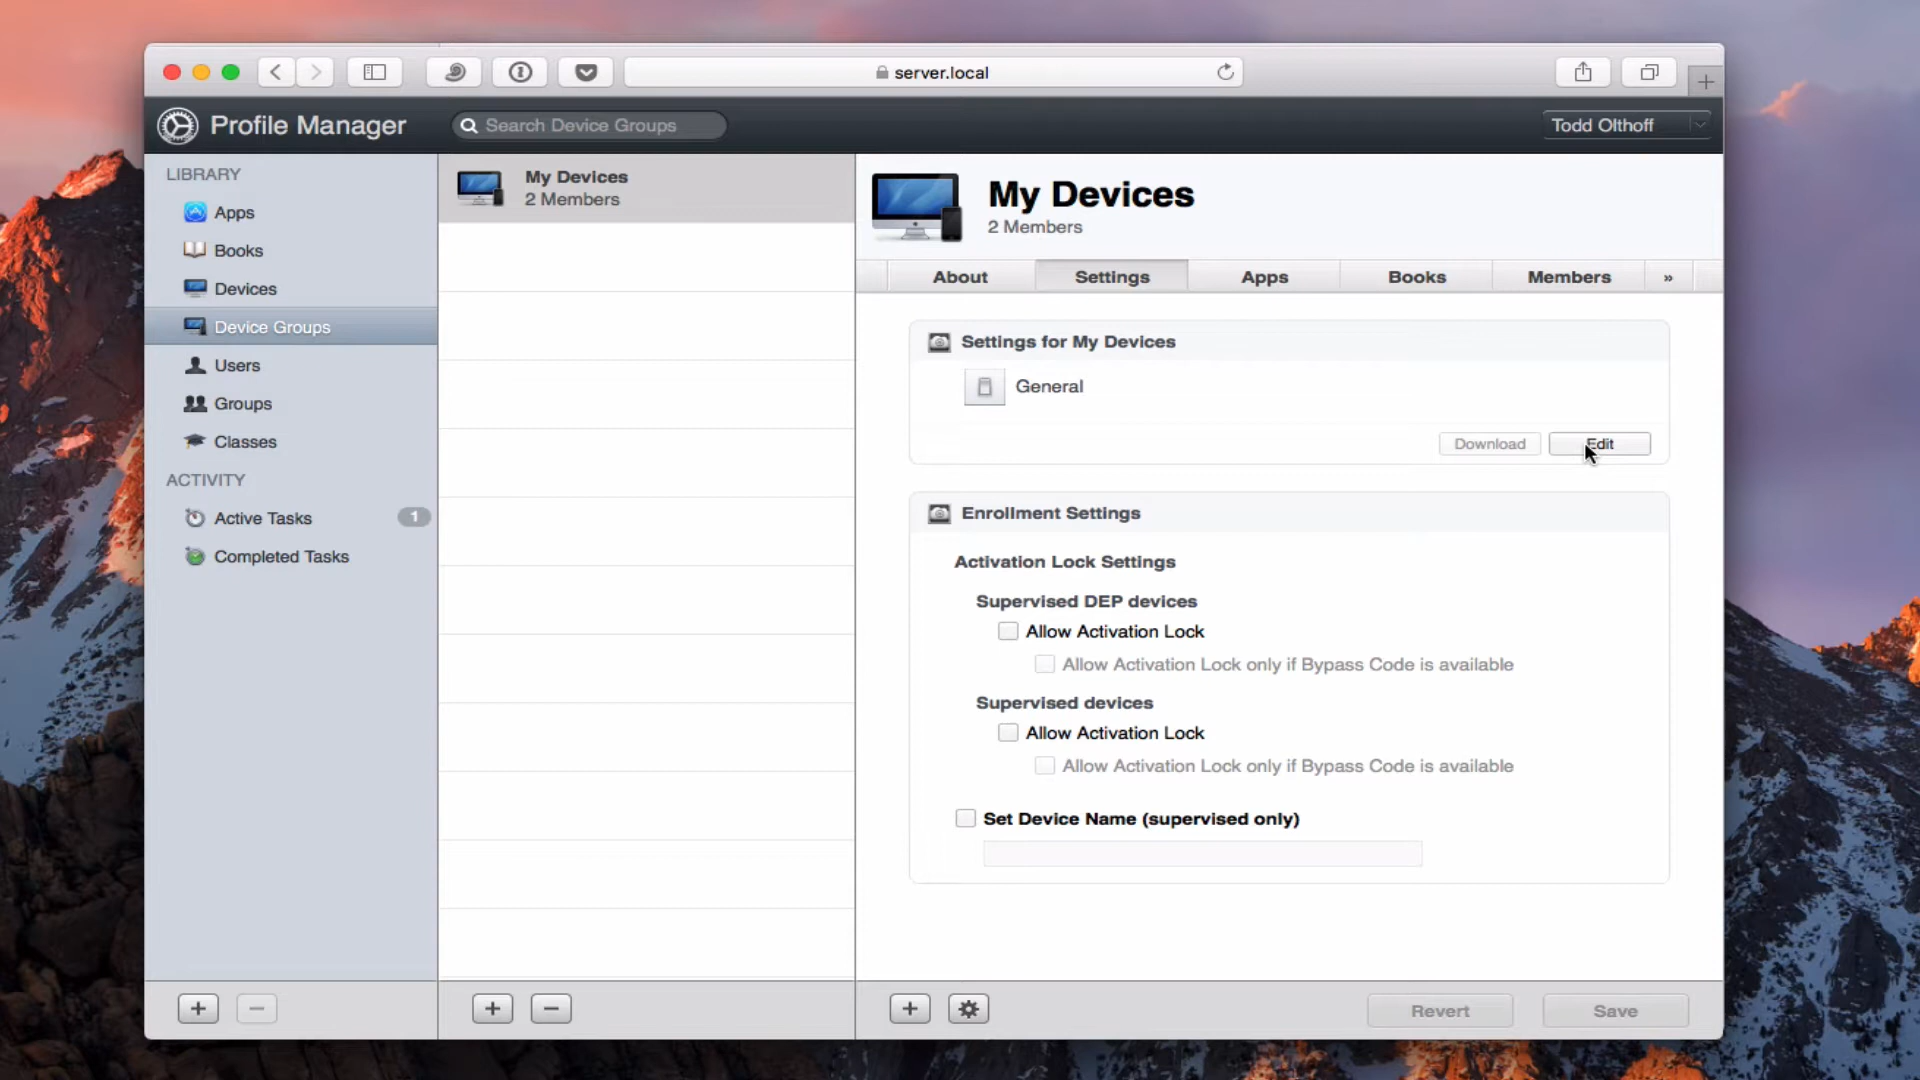 server.local
Profile Manager
Search Device Groups
Todd Olthoff
LIBRARY
Apps
Books
Devices
Device Groups
Users
Groups
Classes
ACTIVITY
Active Tasks 1
Completed Tasks
My Devices
2 Members
My Devices
2 Members
About Settings Apps Books Members »
Settings for My Devices
General
Download Edit
Enrollment Settings
Activation Lock Settings
Supervised DEP devices
Allow Activation Lock
Allow Activation Lock only if Bypass Code is available
Supervised devices
Allow Activation Lock
Allow Activation Lock only if Bypass Code is available
Set Device Name (supervised only)
Revert Save